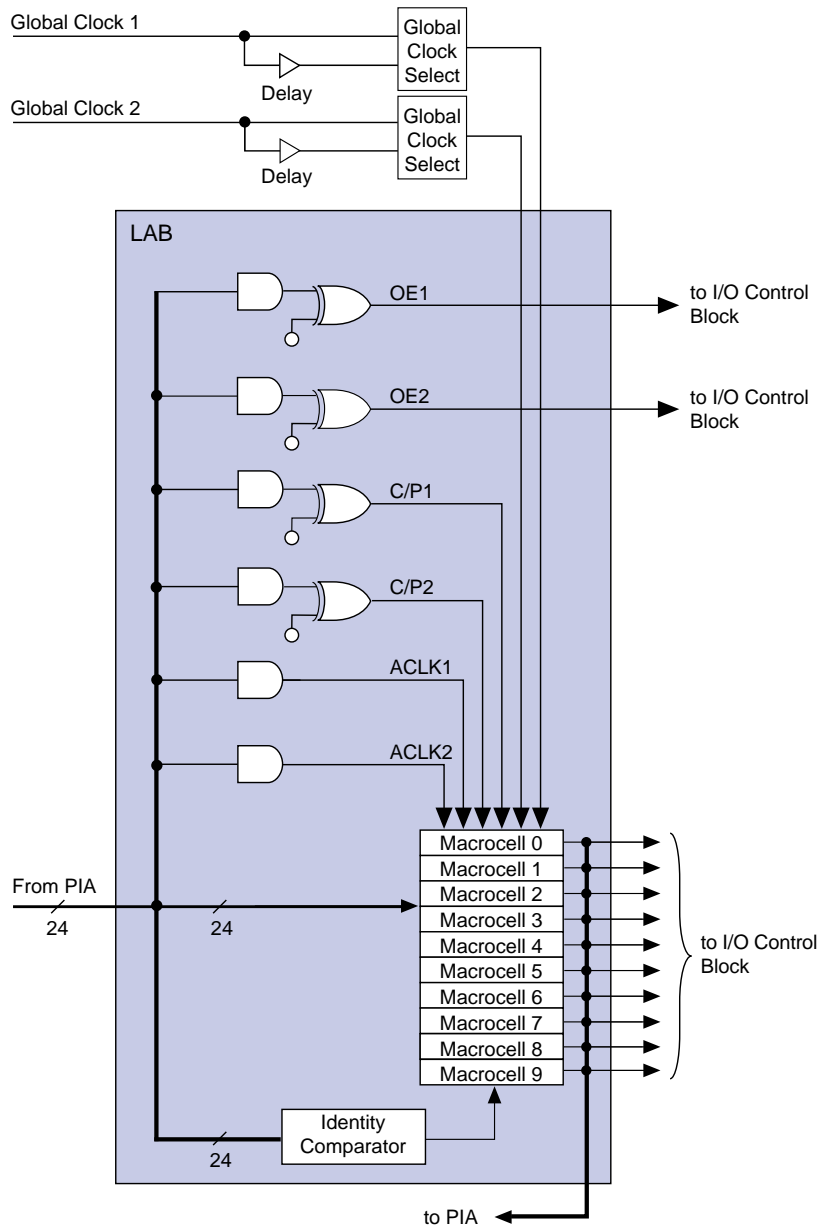 Global Clock 1
Global
Clock
Select
Delay
Global Clock 2
Global
Clock
Select
Delay
LAB
OE1
to I/O Control
Block
OE2
to I/O Control
Block
C/P1
C/P2
ACLK1
ACLK2
Macrocell 0
Macrocell 1
Macrocell 2
Macrocell 3
Macrocell 4
Macrocell 5
Macrocell 6
Macrocell 7
Macrocell 8
Macrocell 9
From PIA
24
24
to I/O Control
Block
Identity
Comparator
24
to PIA